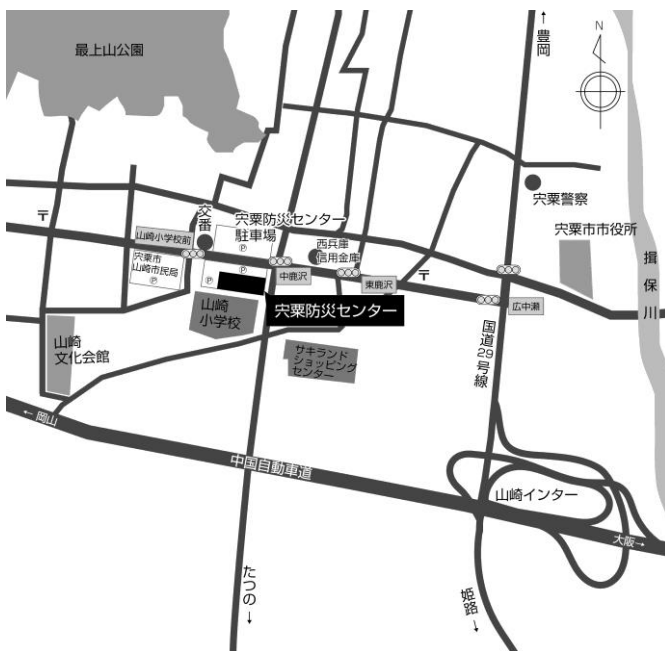 最上山公園
↑豊岡
N
宍粟警察
宍粟市市役所
揖保川
〒
交番
宍粟防災センター
駐車場
山崎小学校前
西兵庫
信用金庫
宍粟市
山崎市民局
Ⓟ
Ⓟ
Ⓟ
中鹿沢
東鹿沢
〒
広中瀬
山崎
小学校
宍粟防災センター
国道29号線
山崎
文化会館
サキランド
ショッピング
センター
←岡山
中国自動車道
山崎インター
大阪→
たつの→
姫路→